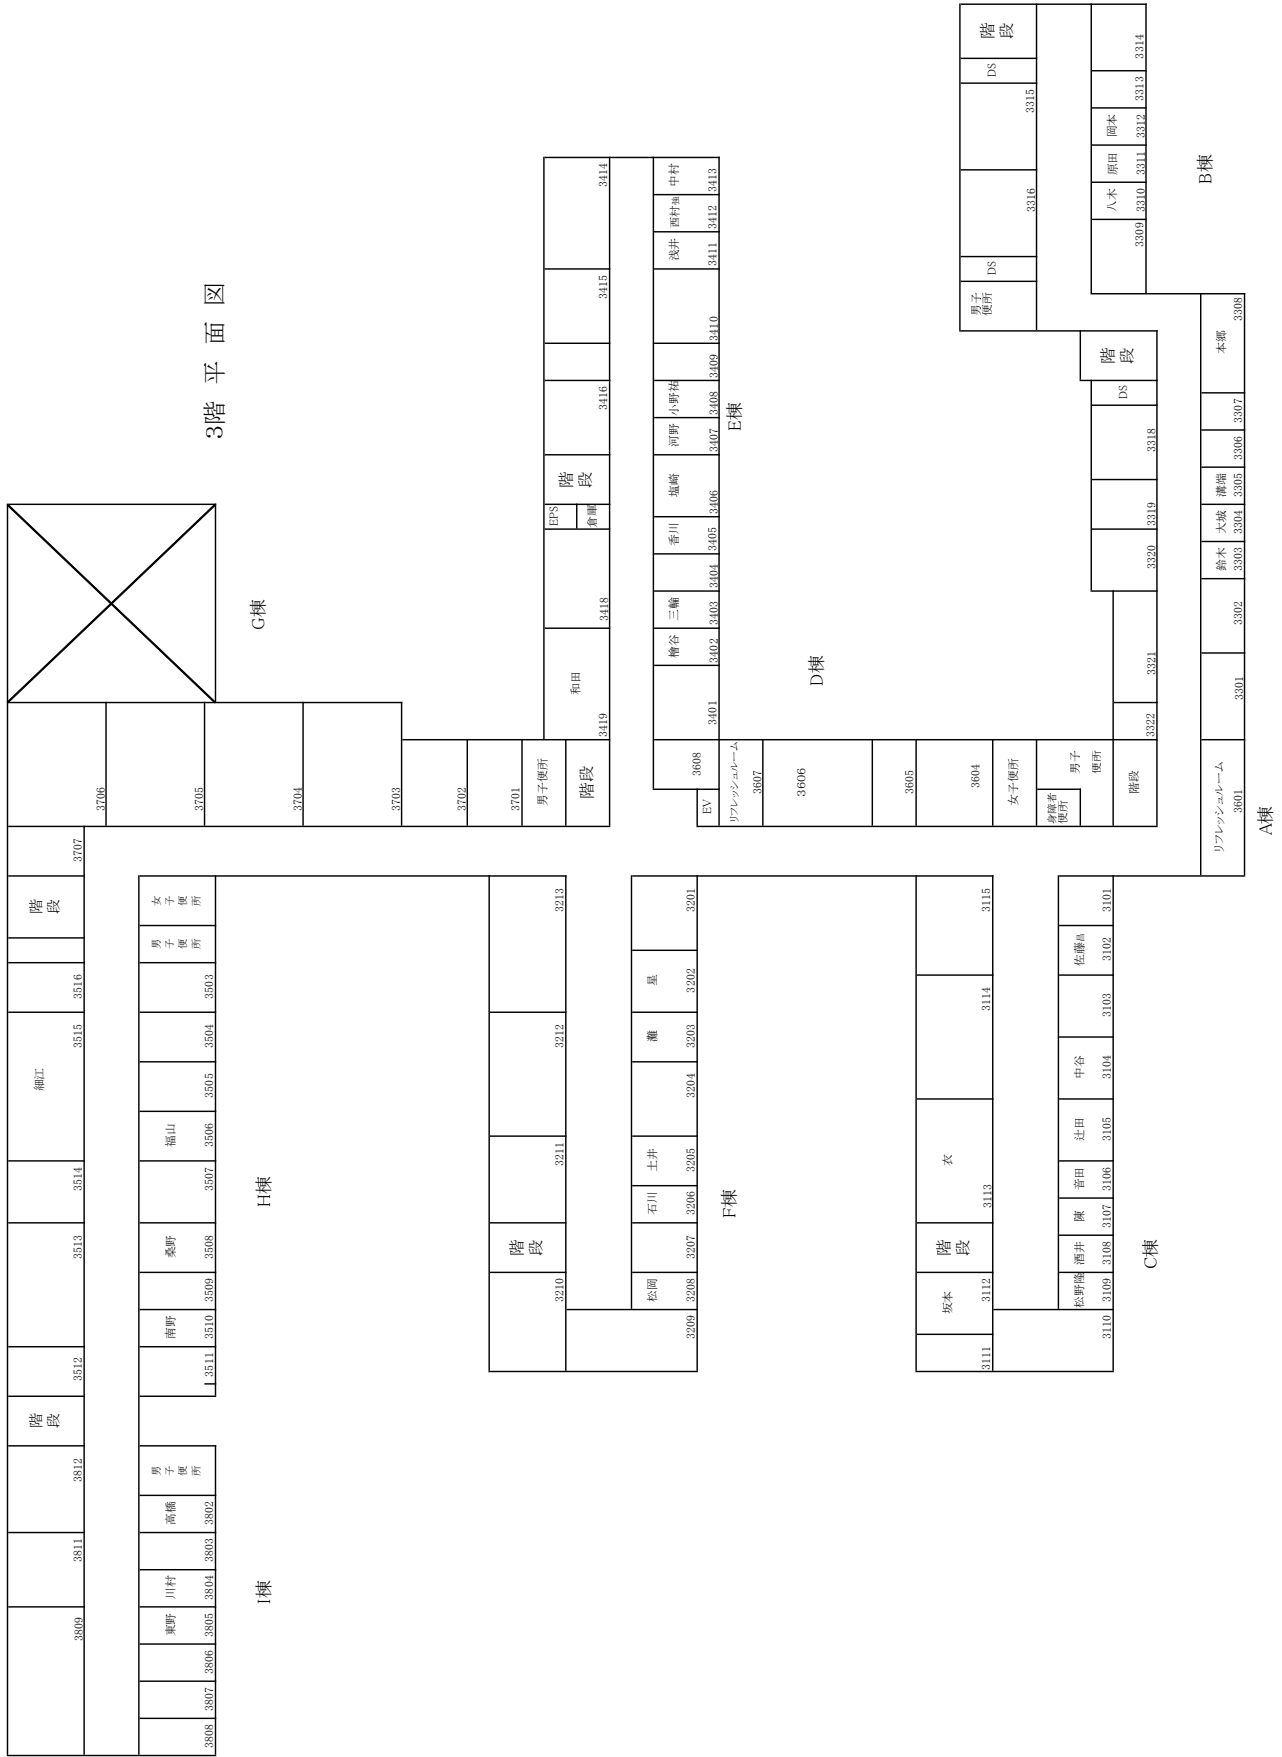 3階 平 面 図
階段
DS
3315
3316
DS
男子
便所
3314
3313
岡本
3312
原田
3311
八木
3310
3309
B棟
階段
DS
3318
3319
3320
3321
3322
本郷
3308
3307
3306
溝端
3305
大城
3304
鈴木
3303
3302
3301
リフレッシュルーム
3601
A棟
3414
3415
3416
階段
EPS
倉庫
3418
和田
3419
中村
3413
西村強
3412
浅井
3411
3410
3409
小野祐
3408
河野
3407
塩崎
3406
香川
3405
3404
三輪
3403
檜谷
3402
3401
E棟
D棟
G棟
3706
3705
3704
3703
3702
3701
男子便所
階段
3608
EV
リフレッシュルーム
3607
3606
3605
3604
女子便所
男子
便所
身障者
便所
階段
3707
階段
3516
細江
3515
3514
3513
3512
階段
女子便所
男子便所
3503
3504
3505
福山
3506
3507
桑野
3508
3509
南野
3510
3511
H棟
3812
3811
3809
男子便所
高橋
3802
3803
川村
3804
東野
3805
3806
3807
3808
I棟
3213
3212
3211
階段
3210
3201
星
3202
灘
3203
3204
土井
3205
石川
3206
3207
松岡
3208
3209
F棟
3115
3114
衣
3113
階段
坂本
3112
3111
3101
佐藤昌
3102
3103
中谷
3104
辻田
3105
音田
3106
陳
3107
酒井
3108
松野隆
3109
3110
C棟